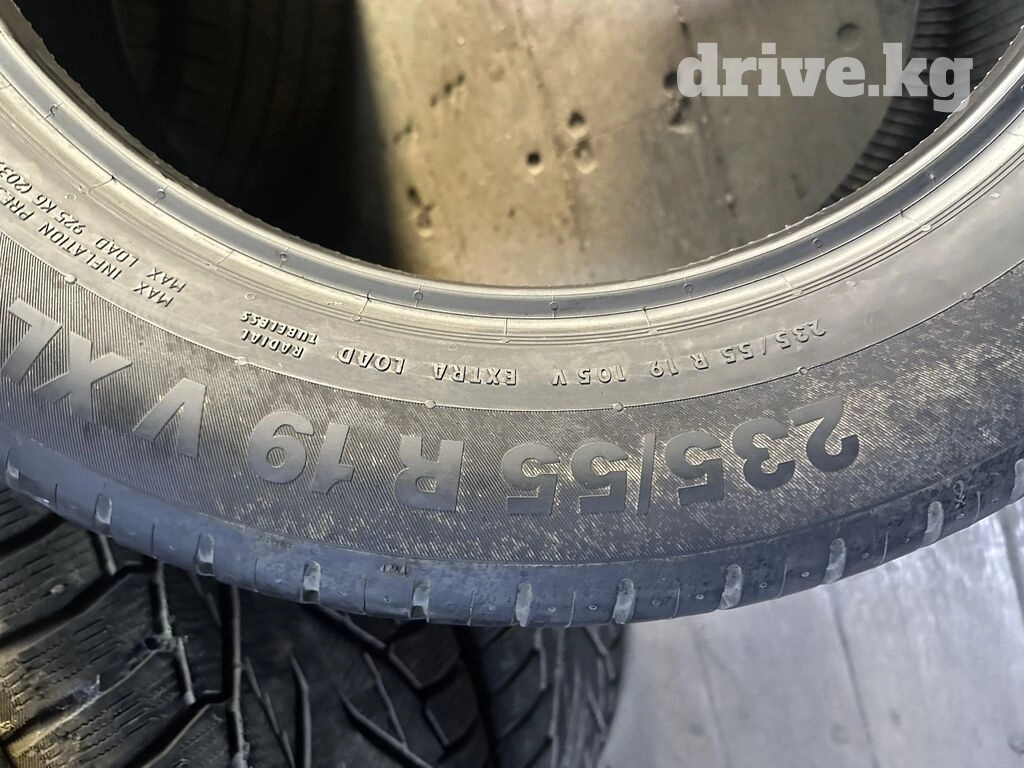 drive.kg
235/55 R 19 V XL
235/55 R 19 105 V EXTRA LOAD
RADIAL
TUBELESS
MAX LOAD 925 KG (203
MAX INFLATION PRE